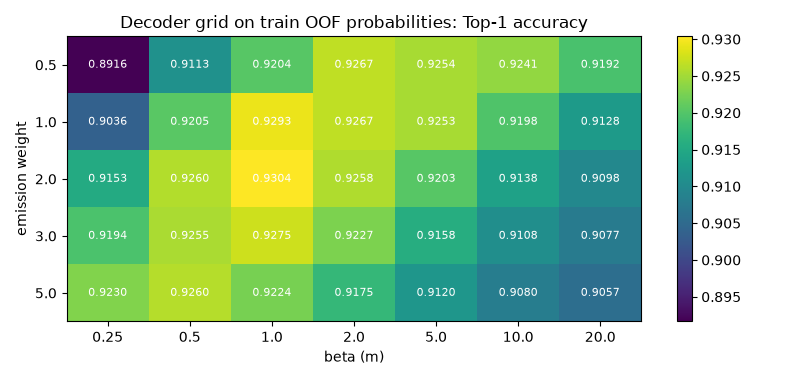 Decoder grid on train OOF probabilities: Top-1 accuracy
0.5 0.8916 0.9113 0.9204 0.9267 0.9254 0.9241 0.9192
1.0 0.9036 0.9205 0.9293 0.9267 0.9253 0.9198 0.9128
2.0 0.9153 0.9260 0.9304 0.9258 0.9203 0.9138 0.9098
3.0 0.9194 0.9255 0.9275 0.9227 0.9158 0.9108 0.9077
5.0 0.9230 0.9260 0.9224 0.9175 0.9120 0.9080 0.9057
emission weight
0.25 0.5 1.0 2.0 5.0 10.0 20.0
beta (m)
0.930
0.925
0.920
0.915
0.910
0.905
0.900
0.895